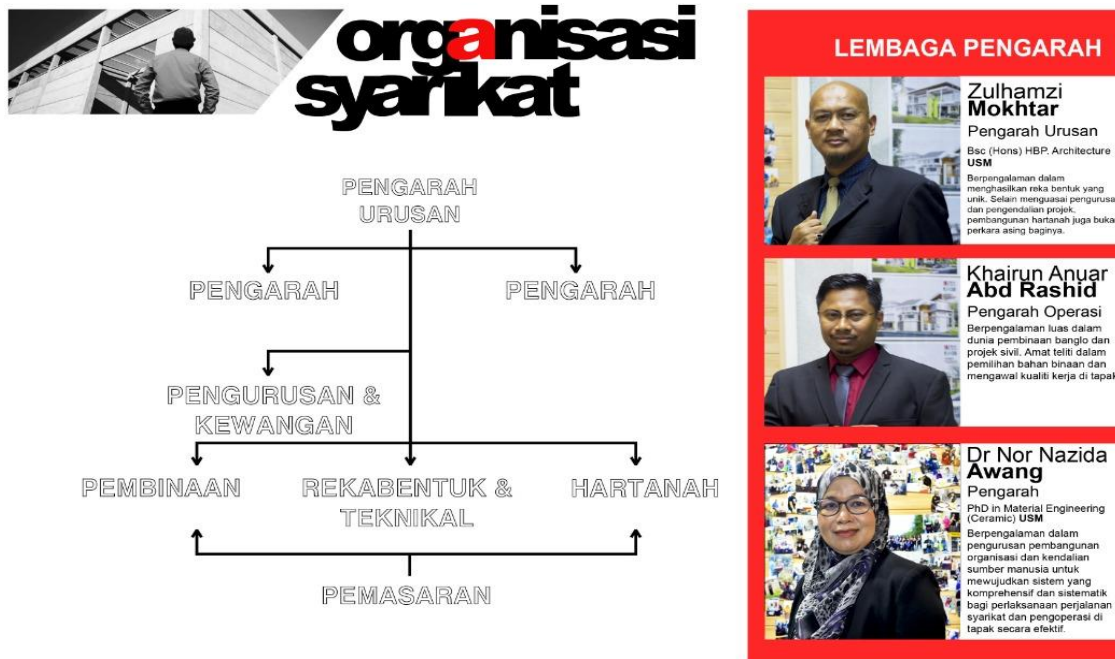 organisasi
syarikat
PENGARAH
URUSAN
PENGARAH
PENGARAH
PENGURUSAN &
KEWANGAN
PEMBINAAN
REKABENTUK &
TEKNIKAL
HARTANAH
PEMASARAN
LEMBAGA PENGARAH
Zulhamzi
Mokhtar
Pengarah Urusan
Bsc (Hons) HBP. Architecture
USM
Berpengalaman dalam
menghasilkan reka bentuk yang
unik. Selain menguasai pengurusa
dan pengendalian projek,
pembangunan hartanah juga buka
perkara asing baginya.
Khairun Anuar
Abd Rashid
Pengarah Operasi
Berpengalaman luas dalam
dunia pembinaan banglo dan
projek sivil. Amat teliti dalam
pemilihan bahan binaan dan
mengawal kualiti kerja di tapak
Dr Nor Nazida
Awang
Pengarah
PhD in Material Engineering
(Ceramic) USM
Berpengalaman dalam
pengurusan pembangunan
organisasi dan kendalian
sumber manusia untuk
mewujudkan sistem yang
komprehensif dan sistematik
bagi perlaksanaan perjalanan
syarikat dan pengoperasi di
tapak secara efektif.